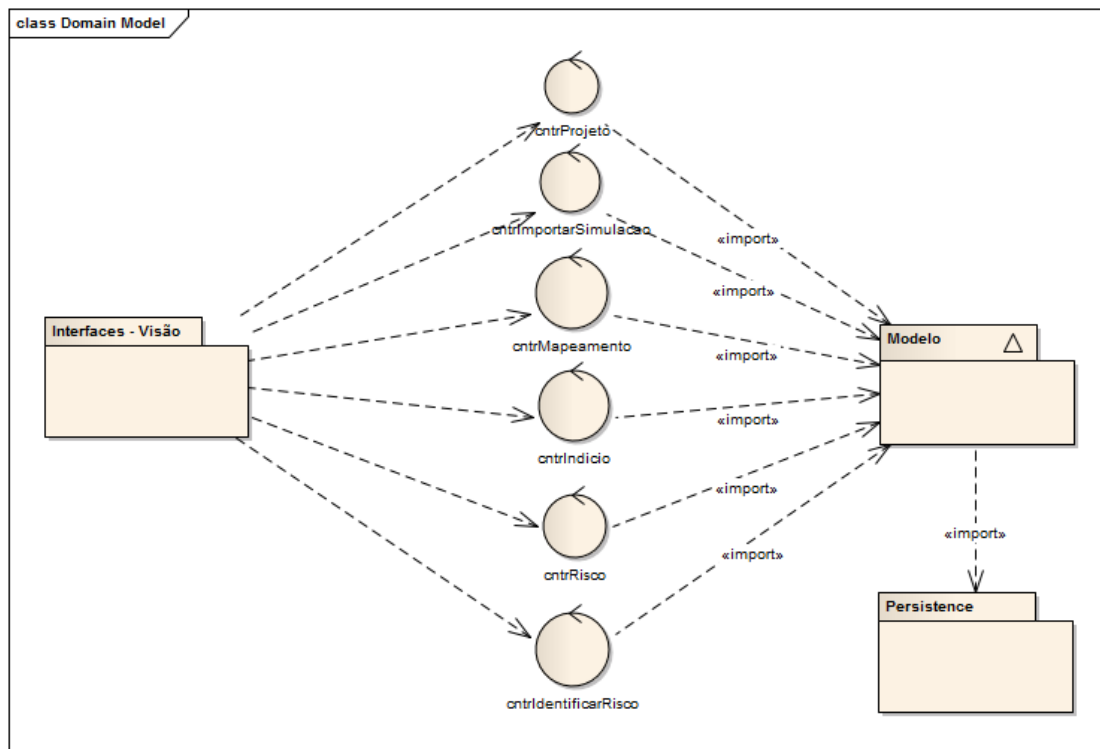 class Domain Model
cntrProjeto
cntrImportarSimulacao
«import»
«import»
Interfaces - Visão
Modelo
cntrMapeamento
«import»
«import»
cntrIndicio
«import»
«import»
«import»
cntrRisco
Persistence
cntrIdentificarRisco